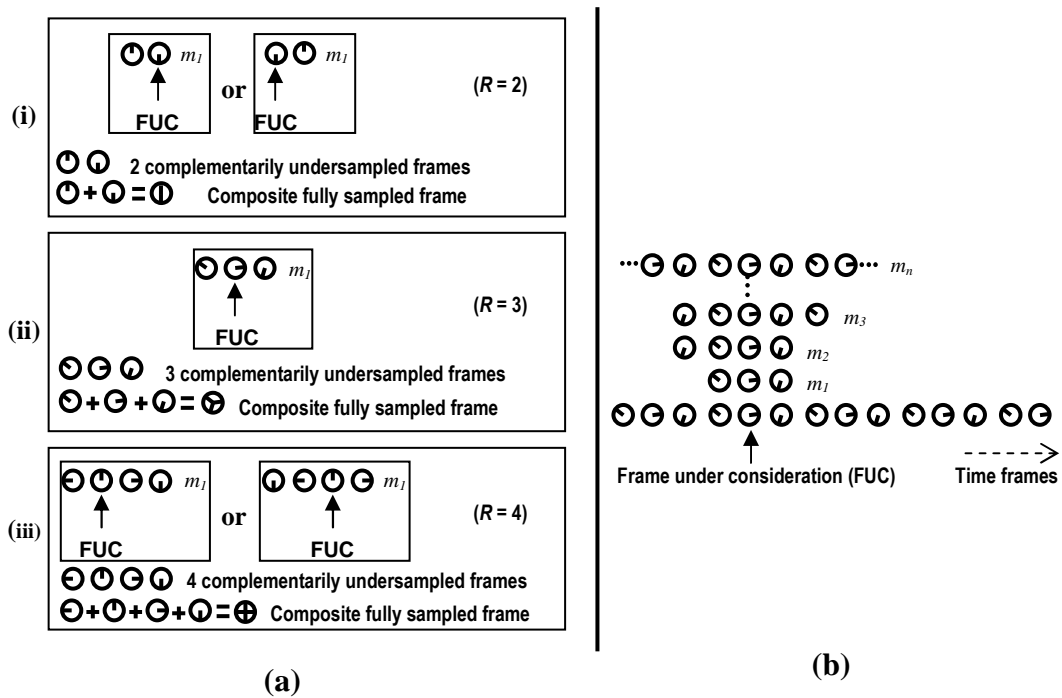 (i)
m1
or
m1
(R = 2)
FUC
FUC
2 complementarily undersampled frames
+ = Composite fully sampled frame
(ii)
m1
(R = 3)
FUC
3 complementarily undersampled frames
+ + = Composite fully sampled frame
(iii)
m1
or
m1
(R = 4)
FUC
FUC
4 complementarily undersampled frames
+ + + = Composite fully sampled frame
(a)
••• ••• mn
m3
m2
m1
Frame under consideration (FUC)
Time frames
(b)